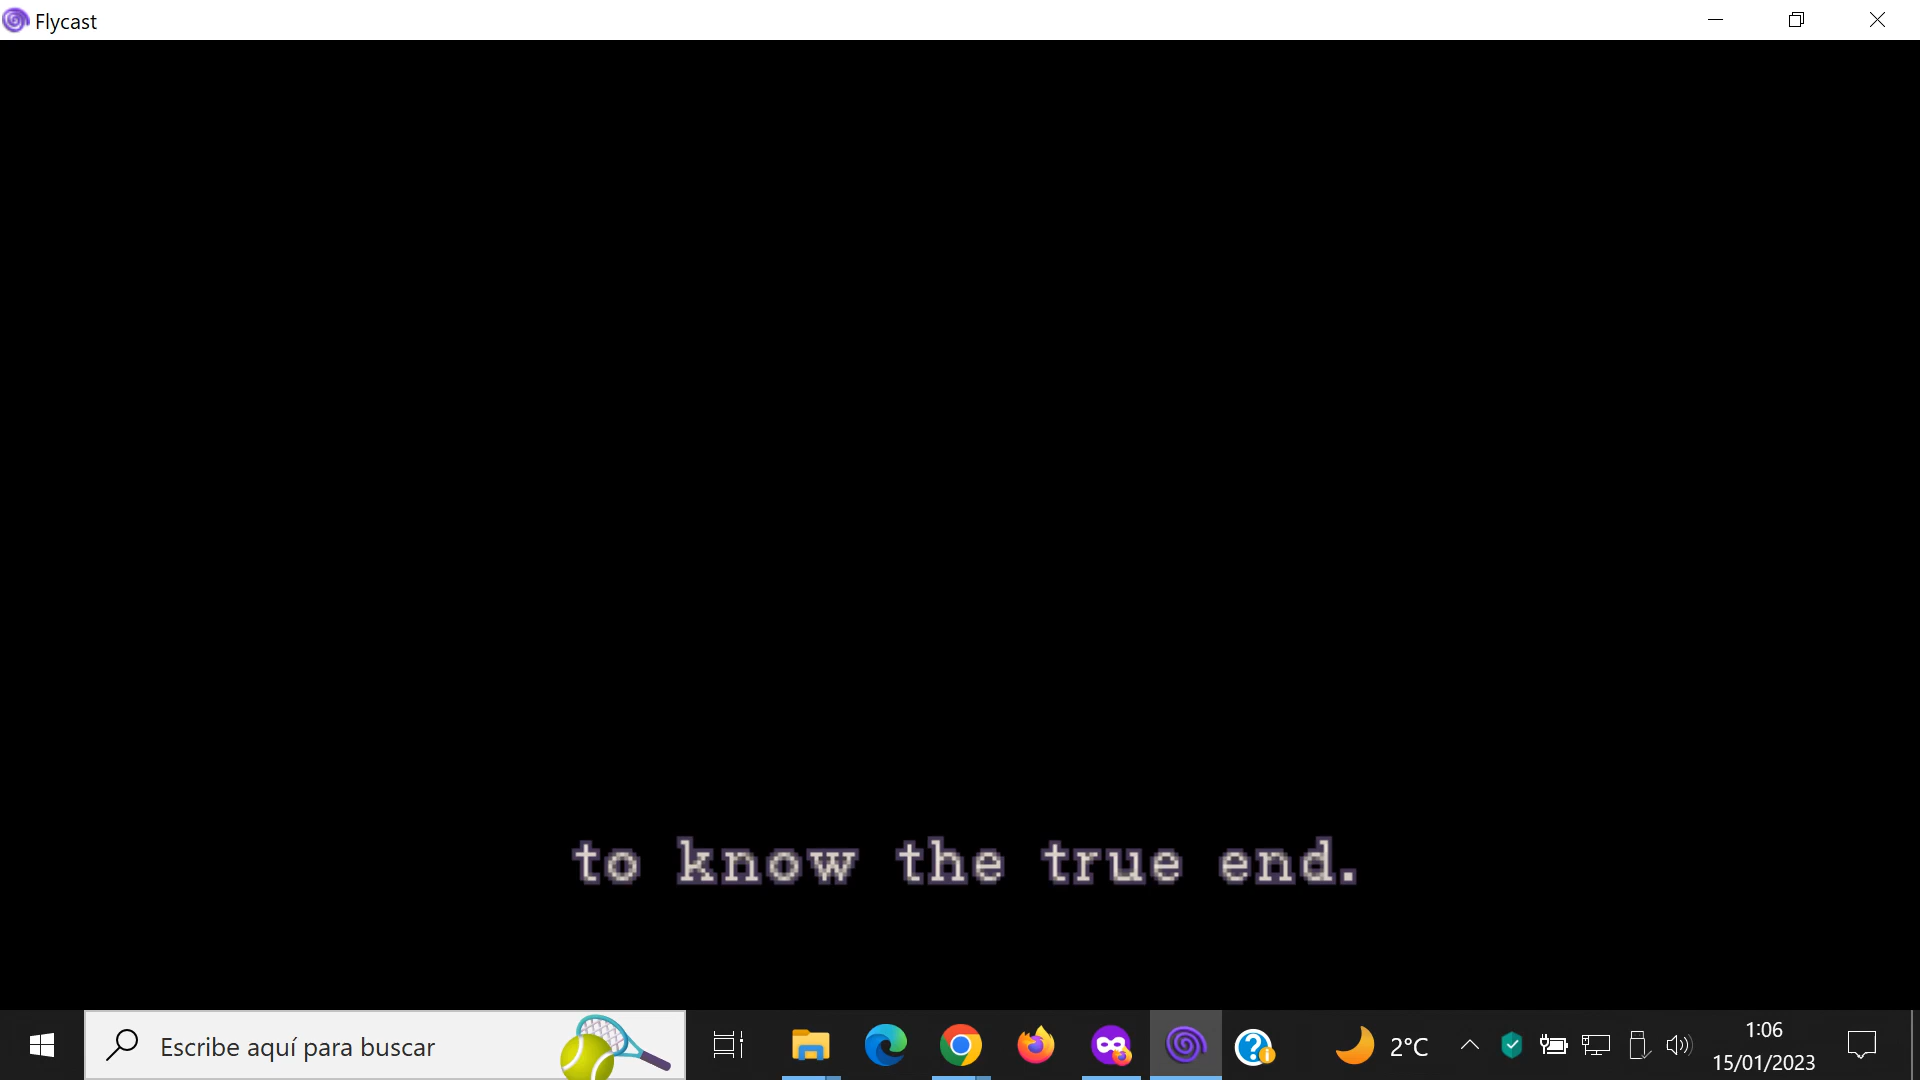 Flycast
to know the true end.
Escribe aquí para buscar
2°C
1:06
15/01/2023